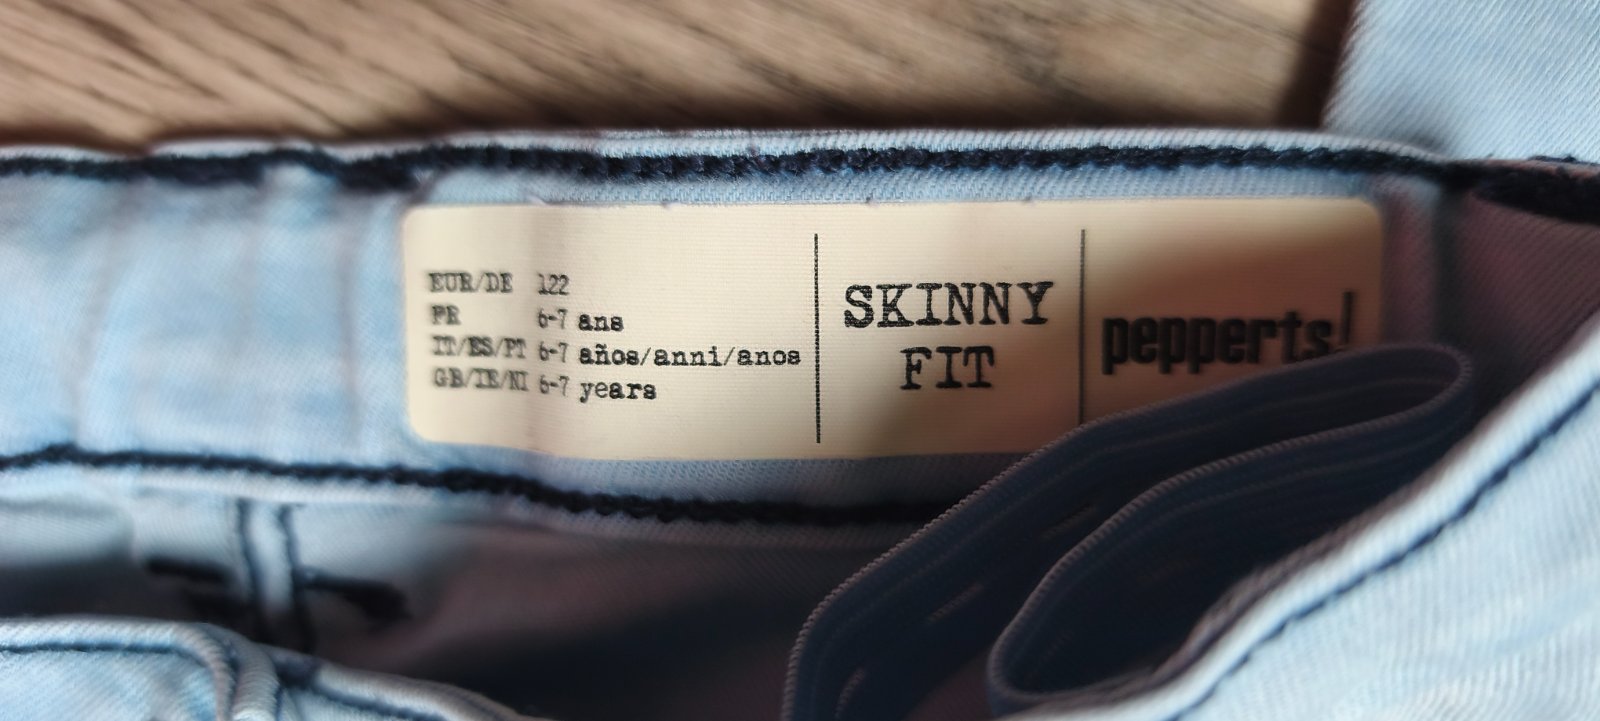 EUR/DE 122
FR 6-7 ans
IT/ES/PT 6-7 años/anni/anos
GB/IE/NI 6-7 years
SKINNY
FIT
pepperts!